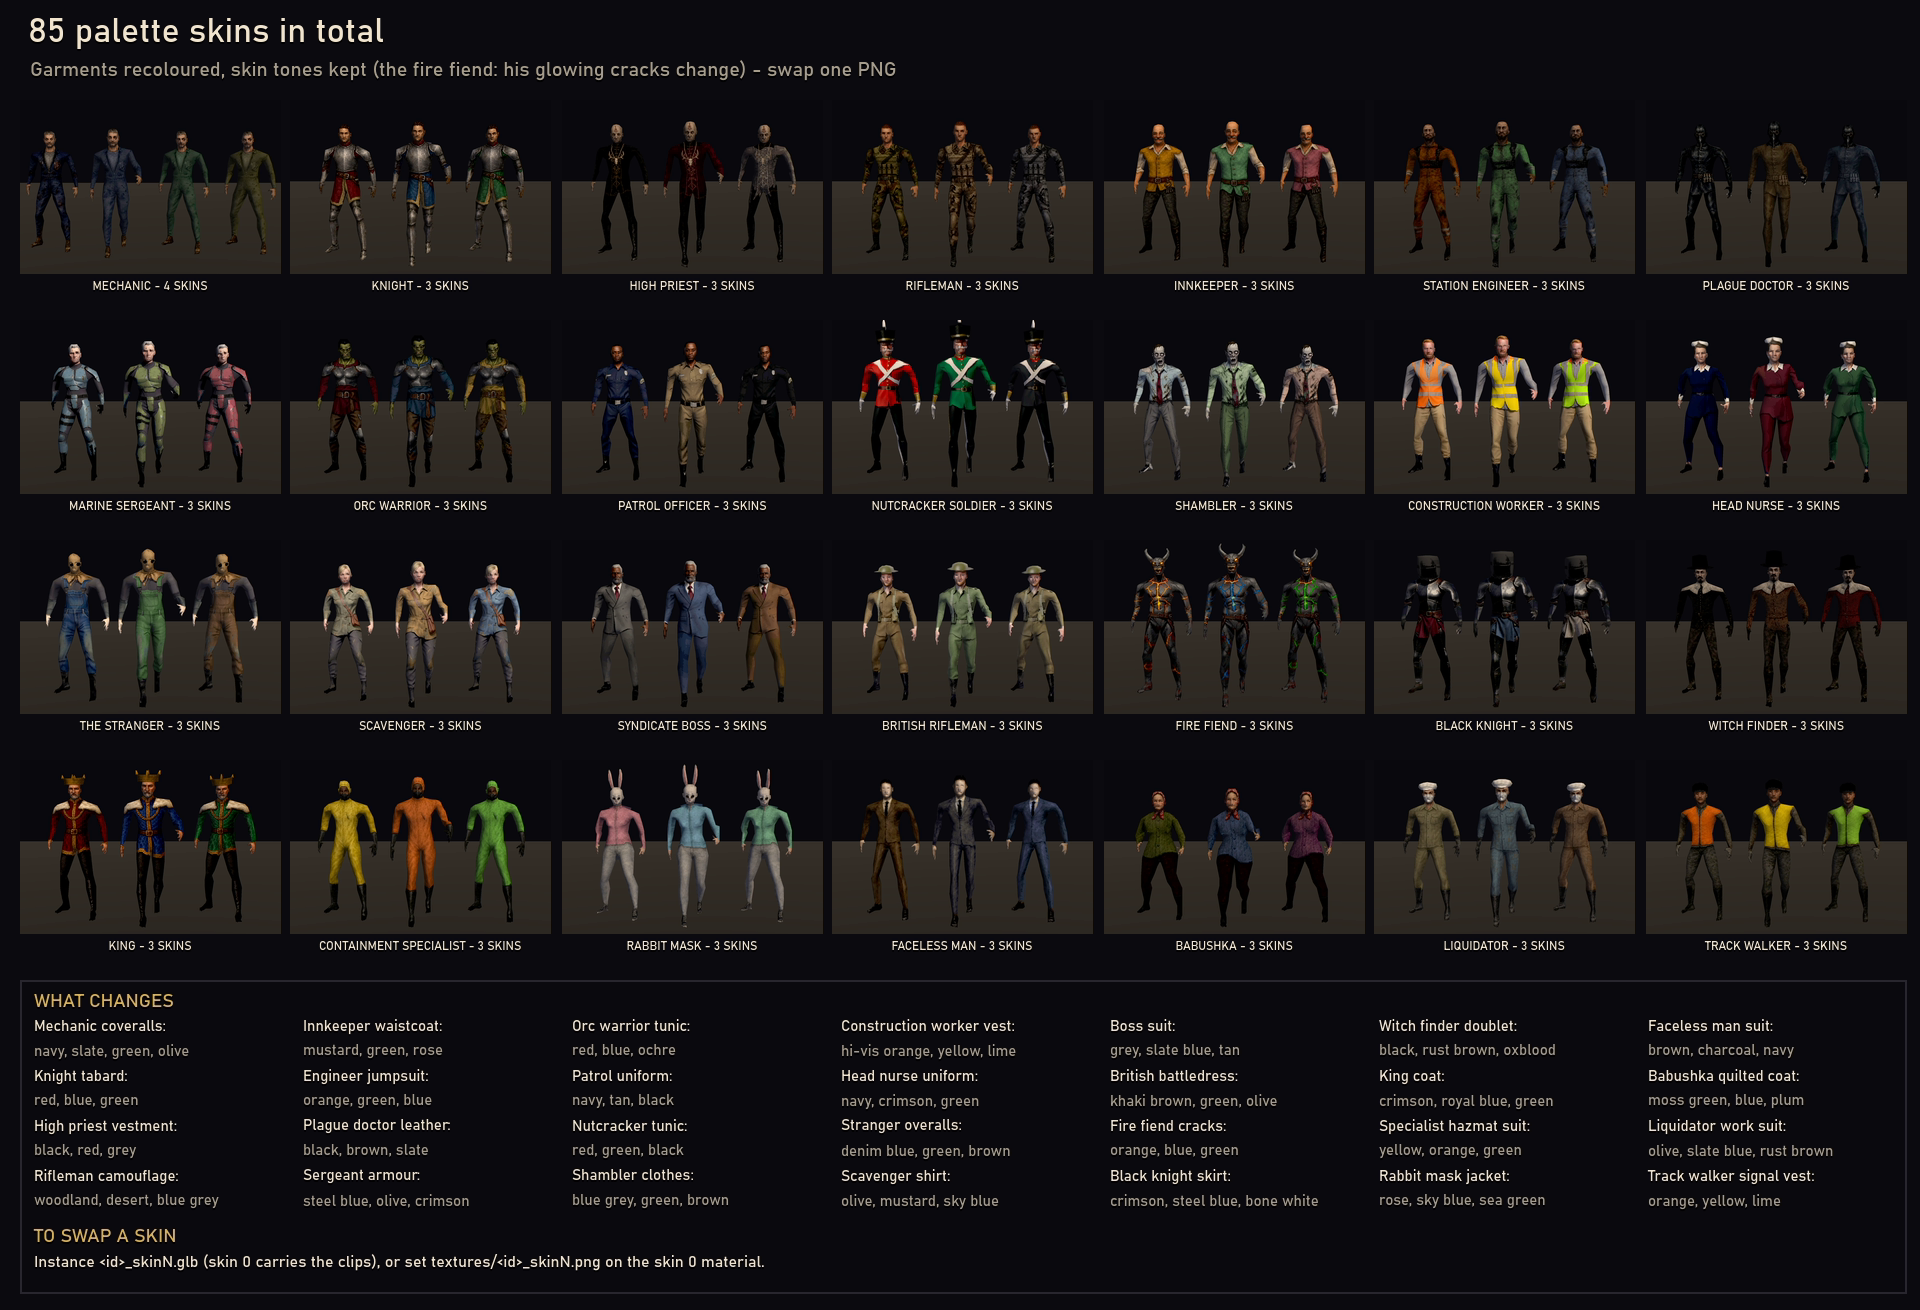 85 palette skins in total
Garments recoloured, skin tones kept (the fire fiend: his glowing cracks change) - swap one PNG
MECHANIC - 4 SKINS
KNIGHT - 3 SKINS
HIGH PRIEST - 3 SKINS
RIFLEMAN - 3 SKINS
INNKEEPER - 3 SKINS
STATION ENGINEER - 3 SKINS
PLAGUE DOCTOR - 3 SKINS
MARINE SERGEANT - 3 SKINS
ORC WARRIOR - 3 SKINS
PATROL OFFICER - 3 SKINS
NUTCRACKER SOLDIER - 3 SKINS
SHAMBLER - 3 SKINS
CONSTRUCTION WORKER - 3 SKINS
HEAD NURSE - 3 SKINS
THE STRANGER - 3 SKINS
SCAVENGER - 3 SKINS
SYNDICATE BOSS - 3 SKINS
BRITISH RIFLEMAN - 3 SKINS
FIRE FIEND - 3 SKINS
BLACK KNIGHT - 3 SKINS
WITCH FINDER - 3 SKINS
KING - 3 SKINS
CONTAINMENT SPECIALIST - 3 SKINS
RABBIT MASK - 3 SKINS
FACELESS MAN - 3 SKINS
BABUSHKA - 3 SKINS
LIQUIDATOR - 3 SKINS
TRACK WALKER - 3 SKINS
WHAT CHANGES
Mechanic coveralls:
navy, slate, green, olive
Knight tabard:
red, blue, green
High priest vestment:
black, red, grey
Rifleman camouflage:
woodland, desert, blue grey
Innkeeper waistcoat:
mustard, green, rose
Engineer jumpsuit:
orange, green, blue
Plague doctor leather:
black, brown, slate
Sergeant armour:
steel blue, olive, crimson
Orc warrior tunic:
red, blue, ochre
Patrol uniform:
navy, tan, black
Nutcracker tunic:
red, green, black
Shambler clothes:
blue grey, green, brown
Construction worker vest:
hi-vis orange, yellow, lime
Head nurse uniform:
navy, crimson, green
Stranger overalls:
denim blue, green, brown
Scavenger shirt:
olive, mustard, sky blue
Boss suit:
grey, slate blue, tan
British battledress:
khaki brown, green, olive
Fire fiend cracks:
orange, blue, green
Black knight skirt:
crimson, steel blue, bone white
Witch finder doublet:
black, rust brown, oxblood
King coat:
crimson, royal blue, green
Specialist hazmat suit:
yellow, orange, green
Rabbit mask jacket:
rose, sky blue, sea green
Faceless man suit:
brown, charcoal, navy
Babushka quilted coat:
moss green, blue, plum
Liquidator work suit:
olive, slate blue, rust brown
Track walker signal vest:
orange, yellow, lime
TO SWAP A SKIN
Instance <id>_skinN.glb (skin 0 carries the clips), or set textures/<id>_skinN.png on the skin 0 material.